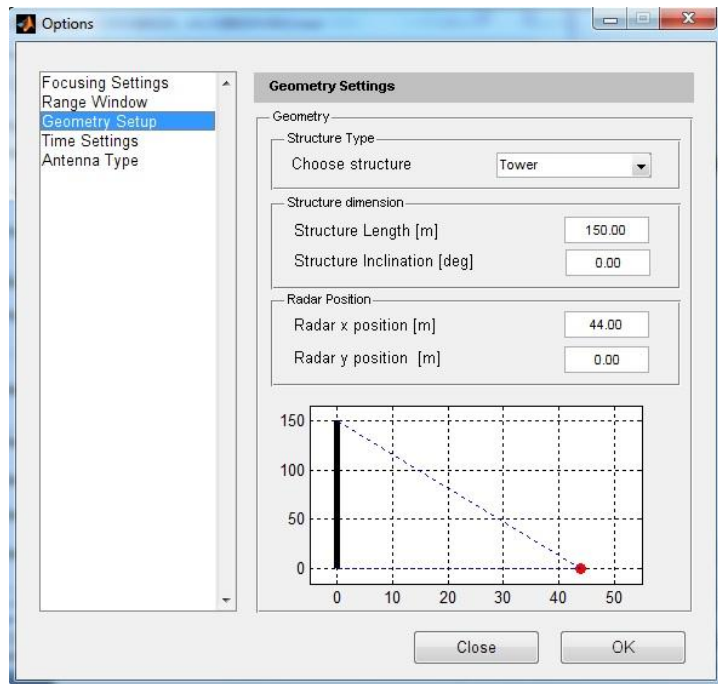 Options
Focusing Settings
Range Window
Geometry Setup
Time Settings
Antenna Type
Geometry Settings
Geometry
Structure Type
Choose structure Tower
Structure dimension
Structure Length [m] 150.00
Structure Inclination [deg] 0.00
Radar Position
Radar x position [m] 44.00
Radar y position [m] 0.00
150
100
50
0
0 10 20 30 40 50
Close OK